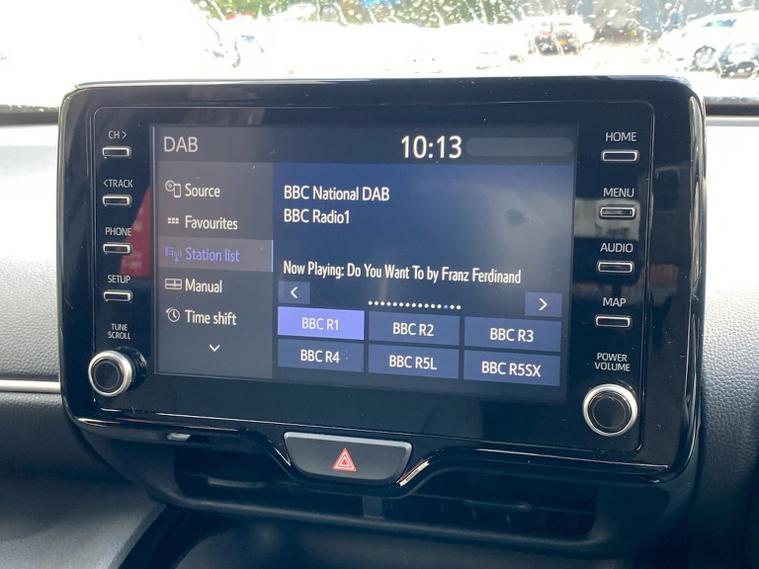 DAB
10:13
CH >
< TRACK
PHONE
SETUP
TUNE
SCROLL
Source
Favourites
Station list
Manual
Time shift
BBC National DAB
BBC Radio1
Now Playing: Do You Want To by Franz Ferdinand
< >
BBC R1 BBC R2 BBC R3
BBC R4 BBC R5L BBC R5SX
HOME
MENU
AUDIO
MAP
POWER
VOLUME